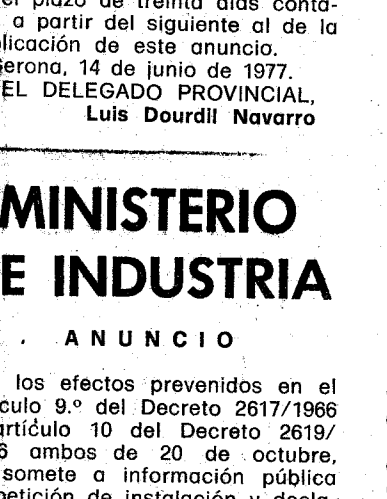 el plazo de treinta días conta-
a partir del siguiente al de la
licación de este anuncio.
erona, 14 de junio de 1977.
EL DELEGADO PROVINCIAL,
Luis Dourdil Navarro
MINISTERIO
E INDUSTRIA
ANUNCIO
los efectos prevenidos en el
culo 9.º del Decreto 2617/1966
artículo 10 del Decreto 2619/
6 ambos de 20 de octubre,
somete a información pública
petición de instalación y decla-